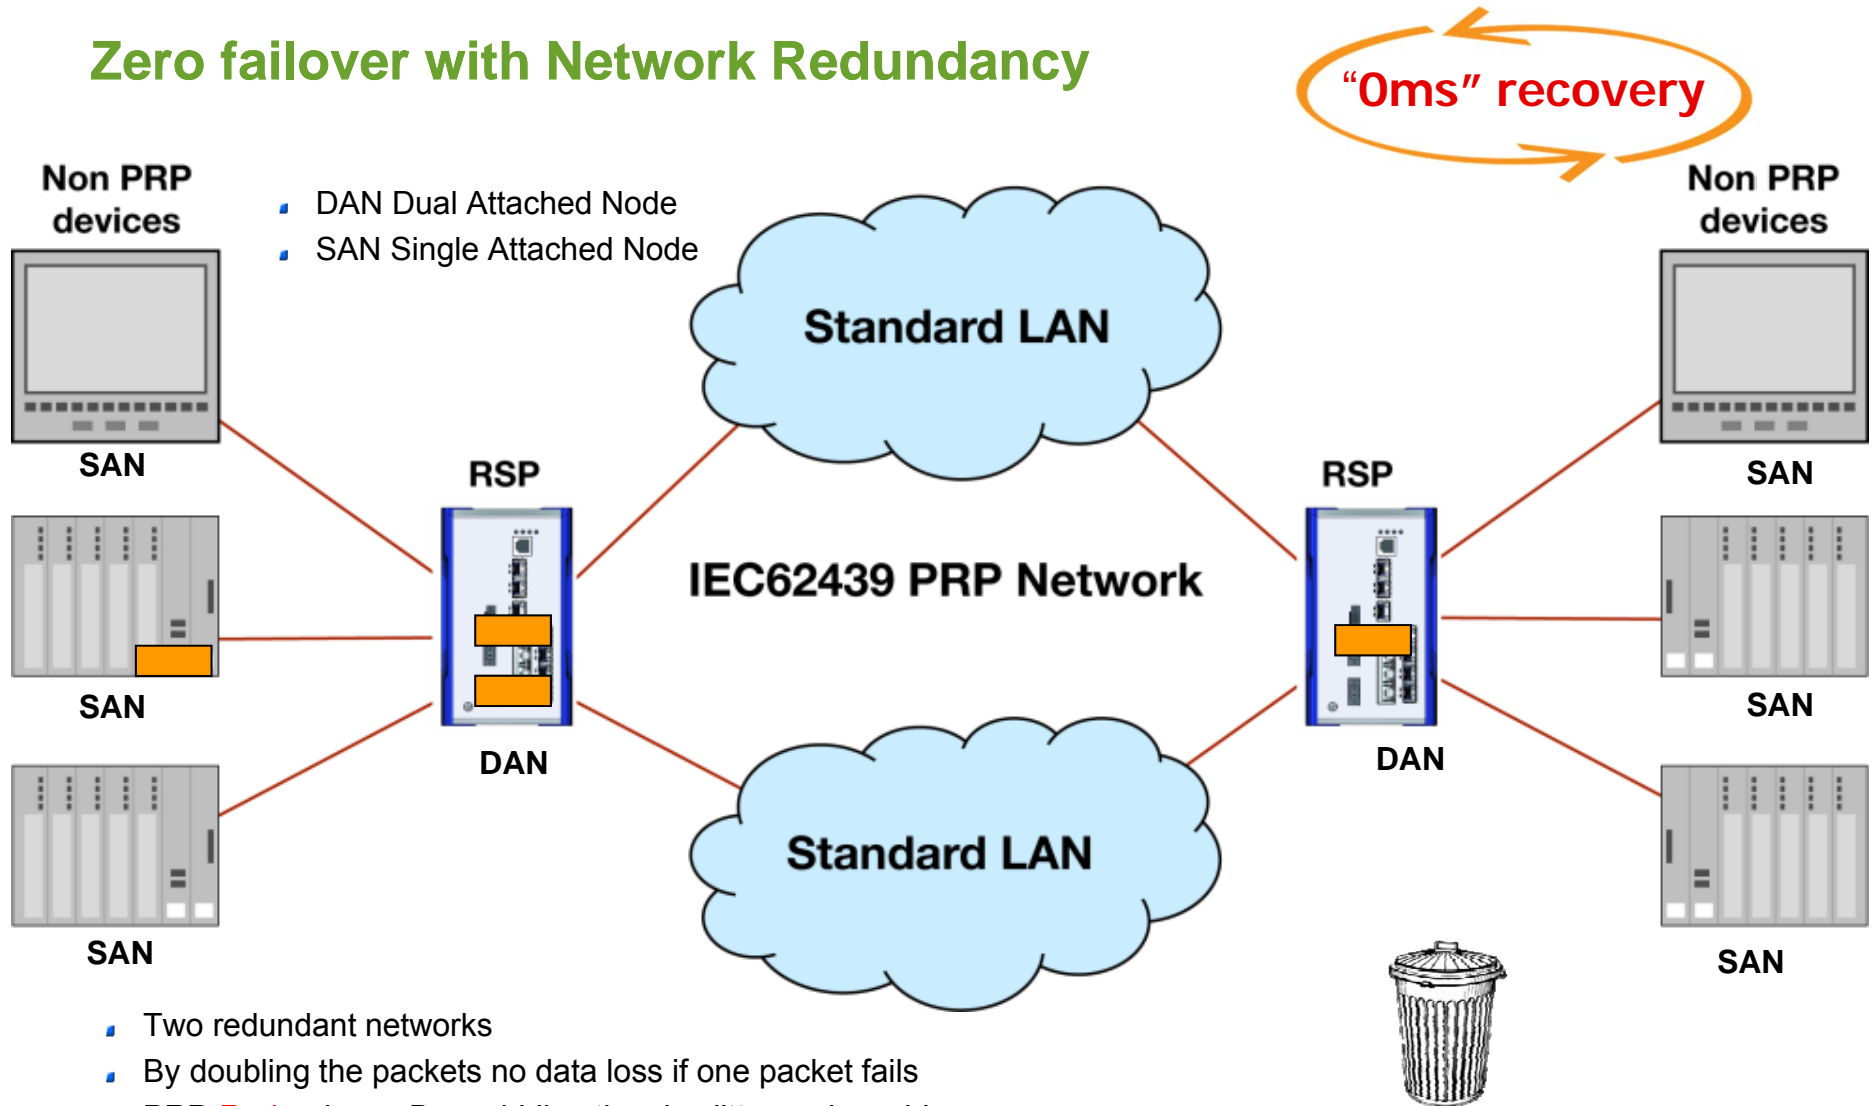 Zero failover with Network Redundancy
“0ms” recovery
Non PRP
devices
DAN Dual Attached Node
SAN Single Attached Node
Non PRP
devices
Standard LAN
SAN
RSP
RSP
SAN
IEC62439 PRP Network
SAN
SAN
DAN
DAN
Standard LAN
SAN
SAN
Two redundant networks
By doubling the packets no data loss if one packet fails
PRP